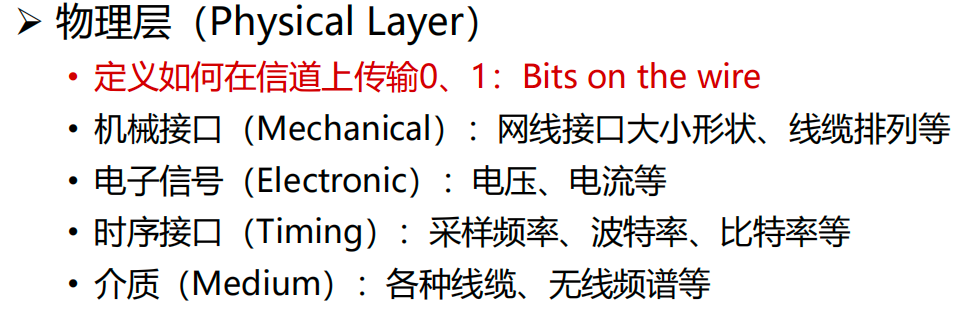 ➢ 物理层（Physical Layer）
• 定义如何在信道上传输0、1：Bits on the wire
• 机械接口（Mechanical）：网线接口大小形状、线缆排列等
• 电子信号（Electronic）：电压、电流等
• 时序接口（Timing）：采样频率、波特率、比特率等
• 介质（Medium）：各种线缆、无线频谱等